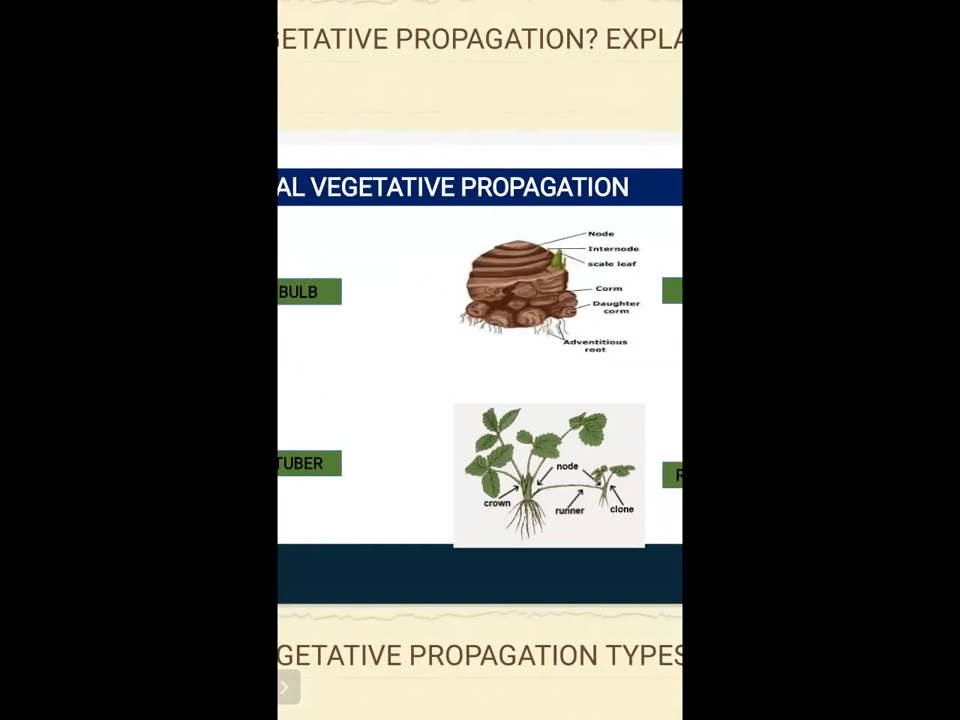 GETATIVE PROPAGATION? EXPLA
AL VEGETATIVE PROPAGATION
Node
Internode
scale leaf
BULB
Corm
Daughter
corm
Adventitious
root
TUBER
node
R
crown
runner
clone
GETATIVE PROPAGATION TYPES